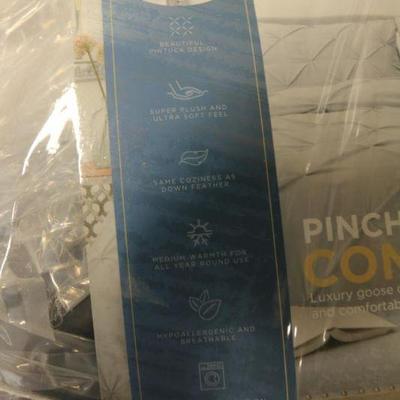 BEAUTIFUL
PINTUCK DESIGN
SUPER PLUSH AND
ULTRA SOFT FEEL
SAME COZINESS AS
DOWN FEATHER
MEDIUM WARMTH FOR
ALL YEAR ROUND USE
HYPOALLERGENIC AND
BREATHABLE
PINCH
CON
Luxury goose
and comfortab